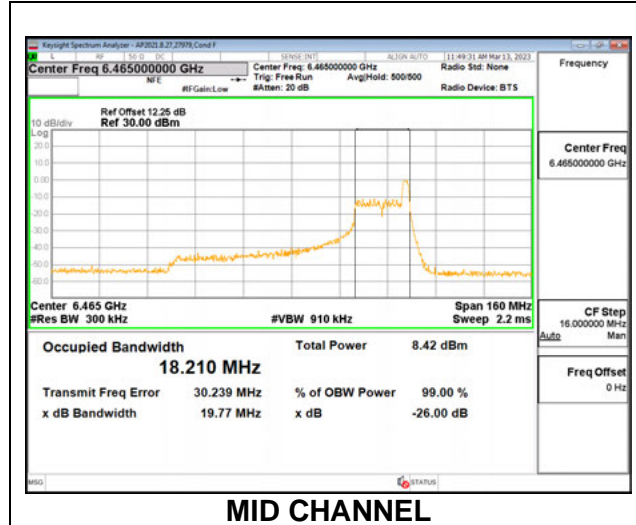 Keysight Spectrum Analyzer - AP2021.8.27,27979,Cond F
L RF 50 Ω DC SENSE:INT ALIGN AUTO 11:49:31 AM Mar 13, 2023
Center Freq 6.465000000 GHz
NFE
#IFGain:Low
Center Freq: 6.465000000 GHz
Trig: Free Run Avg|Hold: 500/500
#Atten: 20 dB
Radio Std: None
Radio Device: BTS
Frequency
Ref Offset 12.25 dB
10 dB/div Ref 30.00 dBm
Log
20.0
10.0
0.00
-10.0
-20.0
-30.0
-40.0
-50.0
-60.0
Center 6.465 GHz Span 160 MHz
#Res BW 300 kHz #VBW 910 kHz Sweep 2.2 ms
Occupied Bandwidth Total Power 8.42 dBm
18.210 MHz
Transmit Freq Error 30.239 MHz % of OBW Power 99.00 %
x dB Bandwidth 19.77 MHz x dB -26.00 dB
Center Freq
6.465000000 GHz
CF Step
16.000000 MHz
Auto Man
Freq Offset
0 Hz
MSG STATUS
MID CHANNEL